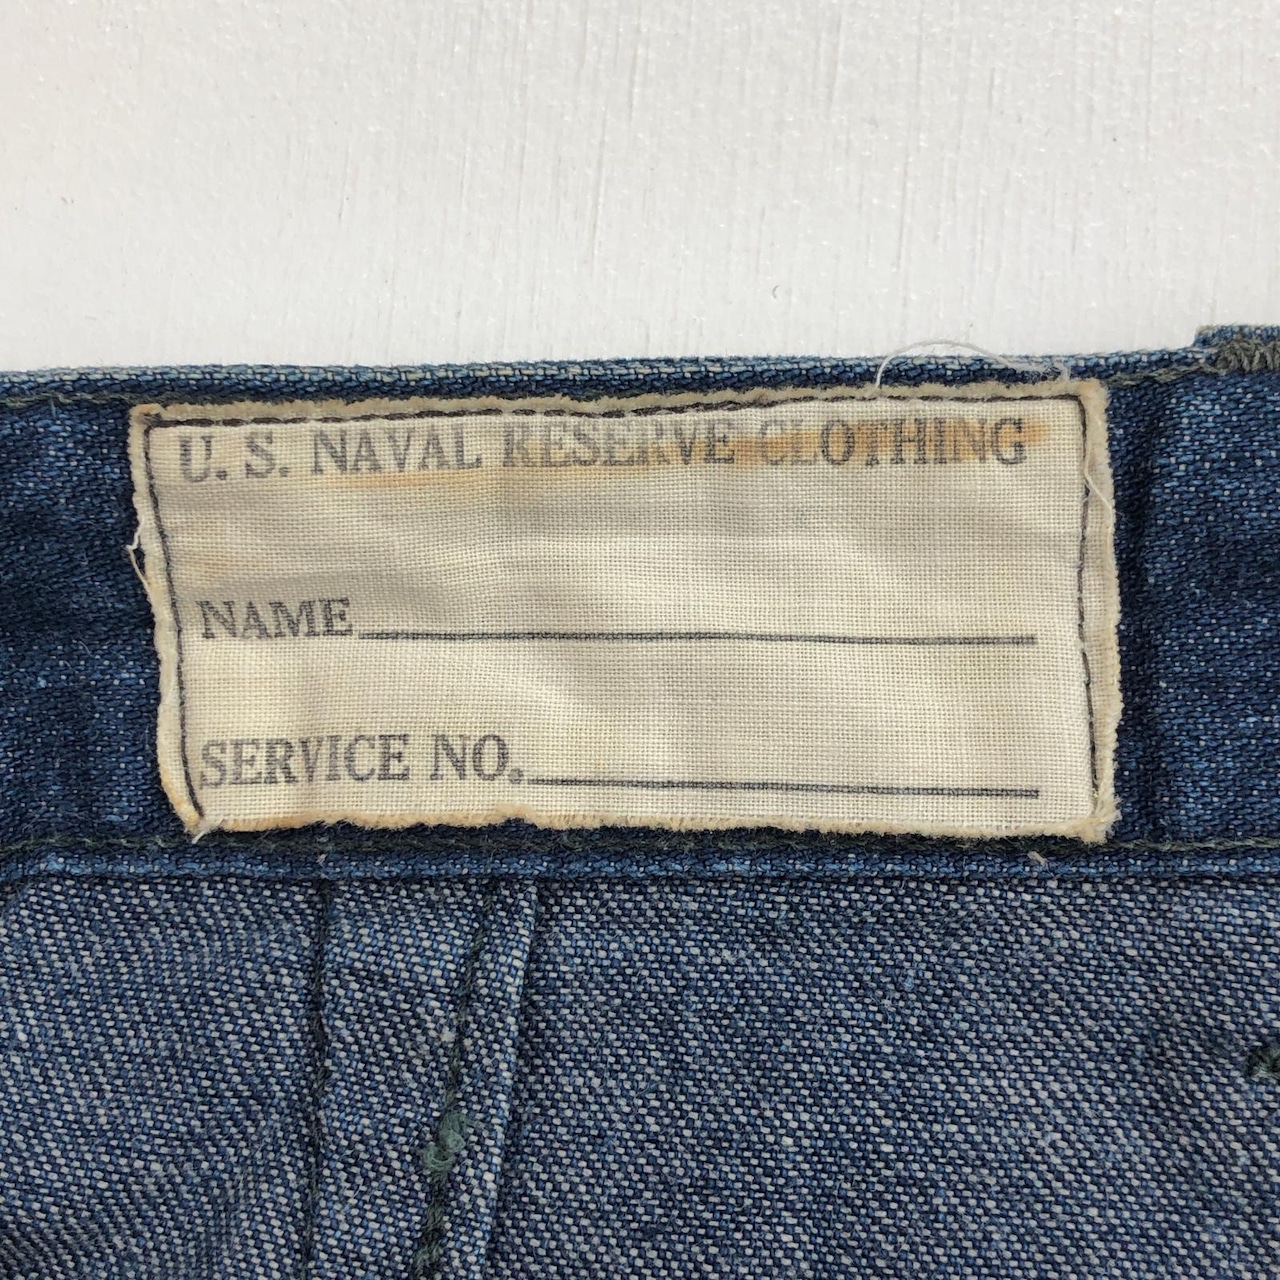 U. S. NAVAL RESERVE CLOTHING
NAME
SERVICE NO.